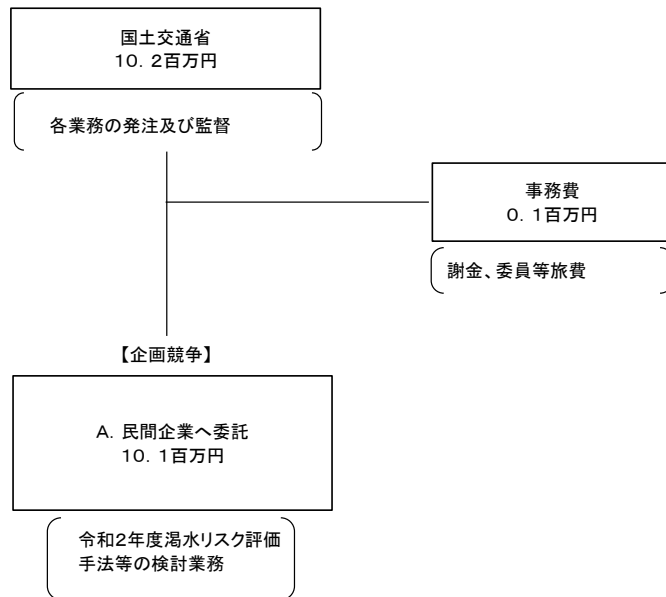 国土交通省
10．2百万円
各業務の発注及び監督
事務費
0．1百万円
謝金、委員等旅費
【企画競争】
A．民間企業へ委託
10．1百万円
令和2年度渇水リスク評価
手法等の検討業務